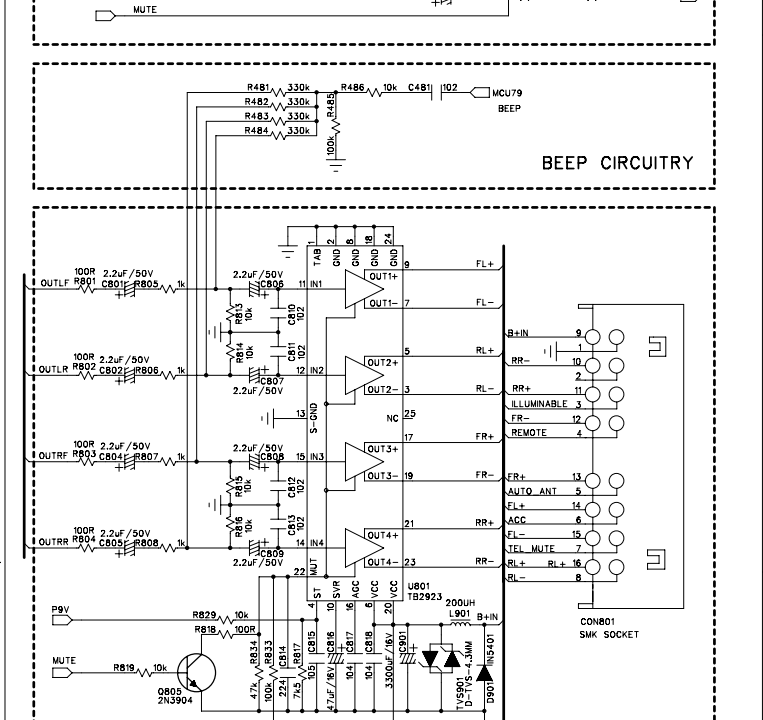 MUTE
R481 330k R486 10k C481 102 MCU79
R482 330k
R483 330k
R484 330k
R485
100k
BEEP
BEEP CIRCUITRY
1 2 8 18 24
TAB GND GND GND GND
OUTLF 100R R801 2.2uF/50V C801 R805 1k 2.2uF/50V C806 11 IN1
OUT1+ 9 FL+
OUT1- 7 FL-
R813 10k C810 102
R814 10k C811 102
OUTLR 100R R802 2.2uF/50V C802 R806 1k C807 2.2uF/50V 12 IN2
OUT2+ 5 RL+
OUT2- 3 RL-
13 S-GND
NC 25
OUTRF 100R R803 2.2uF/50V C804 R807 1k 2.2uF/50V C808 15 IN3
OUT3+ 17 FR+
OUT3- 19 FR-
R815 10k C812 102
R816 10k C813 102
OUTRR 100R R804 2.2uF/50V C805 R808 1k C809 2.2uF/50V 14 IN4
OUT4+ 21 RR+
OUT4- 23 RR-
22 MUT
ST SVR AGC VCC VCC
4 10 16 6 20
U801
TB2923
B+IN 9
1
RR- 10
2
RR+ 11
ILLUMINABLE 3
FR- 12
REMOTE 4
FR+ 13
AUTO_ANT 5
FL+ 14
ACC 6
FL- 15
TEL_MUTE 7
RL+ RL+ 16
RL- 8
CON801
SMK SOCKET
P9V
R829 10k
R818 100R
MUTE
R819 10k
Q805
2N3904
R834 47k
R833 100k
C814 224
R817 7k5
C815 105
C816 47uF/16V
C817 104
C818 104
3300uF/16V C901
200UH
L901
B+IN
TVS901
D-TVS-4.3MM
D901 IN5401